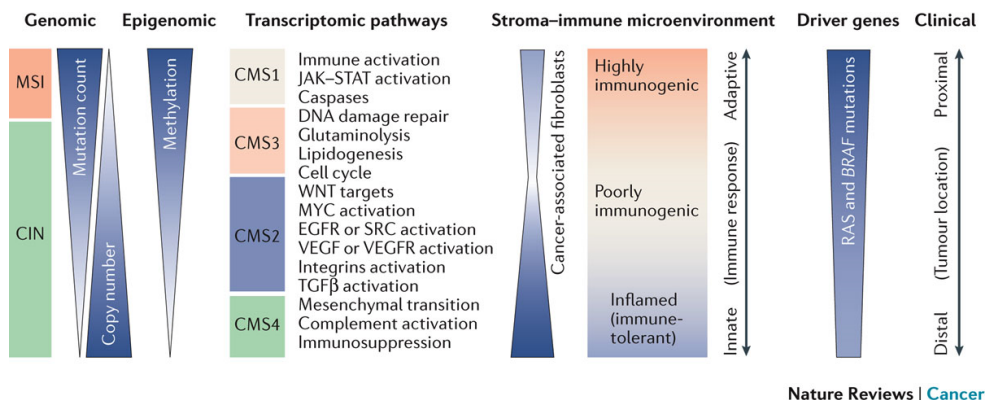 Genomic
Epigenomic
Transcriptomic pathways
Stroma–immune microenvironment
Driver genes
Clinical
MSI
CIN
Mutation count
Copy number
Methylation
CMS1
CMS3
CMS2
CMS4
Immune activation
JAK–STAT activation
Caspases
DNA damage repair
Glutaminolysis
Lipidogenesis
Cell cycle
WNT targets
MYC activation
EGFR or SRC activation
VEGF or VEGFR activation
Integrins activation
TGFβ activation
Mesenchymal transition
Complement activation
Immunosuppression
Cancer-associated fibroblasts
Highly
immunogenic
Poorly
immunogenic
Inflamed
(immune-
tolerant)
Innate (Immune response) Adaptive
RAS and BRAF mutations
Distal (Tumour location) Proximal
Nature Reviews | Cancer